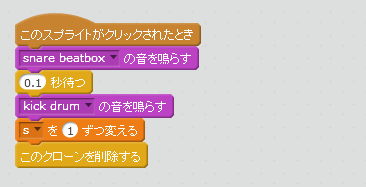 このスプライトがクリックされたとき
snare beatbox の音を鳴らす
0.1 秒待つ
kick drum の音を鳴らす
s を 1 ずつ変える
このクローンを削除する